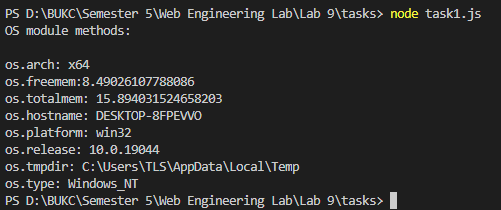 PS D:\BUKC\Semester 5\Web Engineering Lab\Lab 9\tasks> node task1.js
OS module methods:
os.arch: x64
os.freemem:8.49026107788086
os.totalmem: 15.894031524658203
os.hostname: DESKTOP-8FPEVVO
os.platform: win32
os.release: 10.0.19044
os.tmpdir: C:\Users\TLS\AppData\Local\Temp
os.type: Windows_NT
PS D:\BUKC\Semester 5\Web Engineering Lab\Lab 9\tasks>